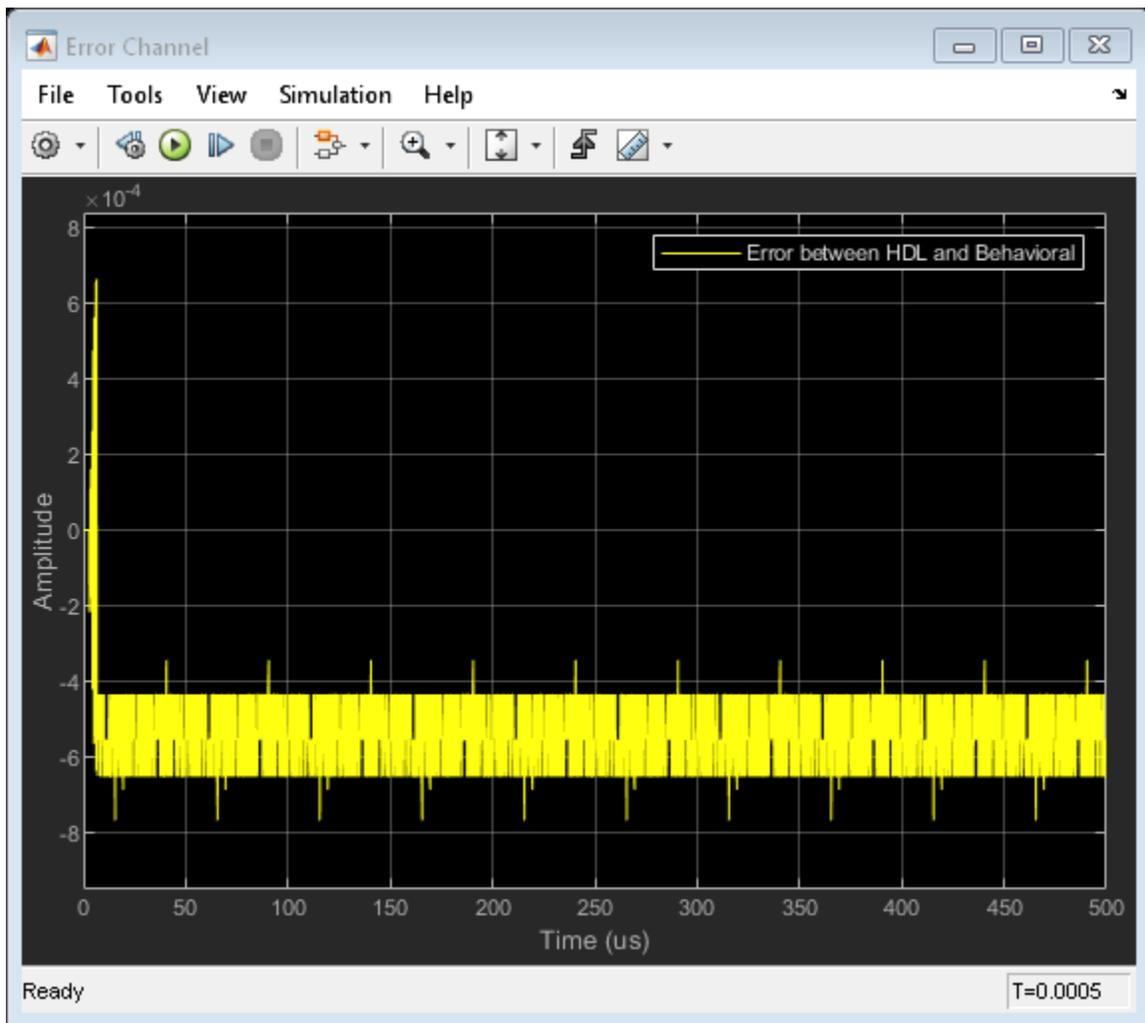 Error Channel
File Tools View Simulation Help
×10-4
Error between HDL and Behavioral
8
6
4
2
0
-2
-4
-6
-8
Amplitude
0 50 100 150 200 250 300 350 400 450 500
Time (us)
Ready T=0.0005